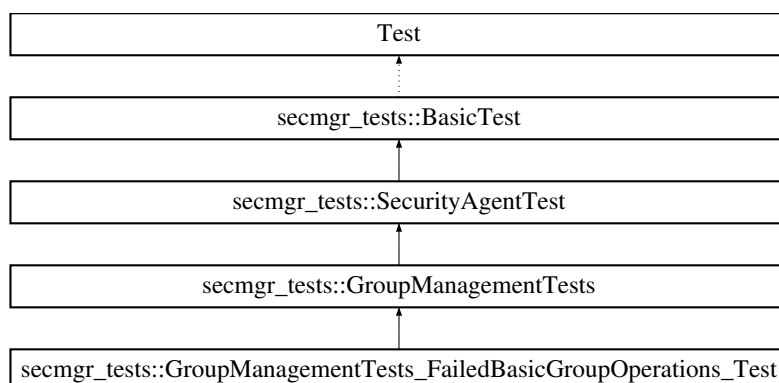 Test
secmgr_tests::BasicTest
secmgr_tests::SecurityAgentTest
secmgr_tests::GroupManagementTests
secmgr_tests::GroupManagementTests_FailedBasicGroupOperations_Test